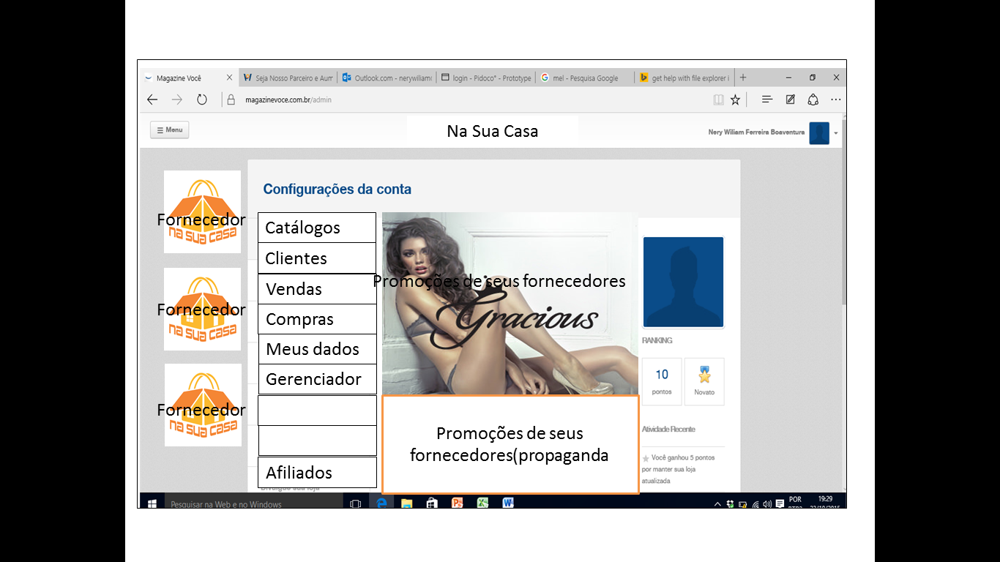 Magazine Você
Seja Nosso Parceiro e Aum
Outlook.com - nerywiliam
login - Pidoco° - Prototype
mel - Pesquisa Google
get help with file explorer i
magazinevoce.com.br/admin
Menu
Na Sua Casa
Nery Wiliam Ferreira Boaventura
Configurações da conta
Fornecedor
na sua casa
Fornecedor
na sua casa
Fornecedor
na sua casa
Catálogos
Clientes
Vendas
Compras
Meus dados
Gerenciador
Afiliados
Divulgue sua loja
Promoções de seus fornecedores
Gracious
Promoções de seus
fornecedores(propaganda
RANKING
10
pontos
Novato
Atividade Recente
Você ganhou 5 pontos
por manter sua loja
atualizada
Pesquisar na Web e no Windows
POR
19:29